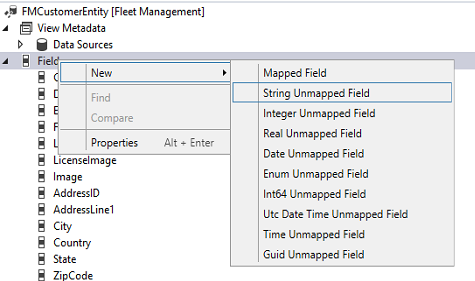 FMCustomerEntity [Fleet Management]
View Metadata
Data Sources
Field
New
Mapped Field
String Unmapped Field
Find
Integer Unmapped Field
Compare
Real Unmapped Field
Properties Alt + Enter
Date Unmapped Field
LicenseImage
Enum Unmapped Field
Image
Int64 Unmapped Field
AddressID
Utc Date Time Unmapped Field
AddressLine1
Time Unmapped Field
City
Guid Unmapped Field
Country
State
ZipCode